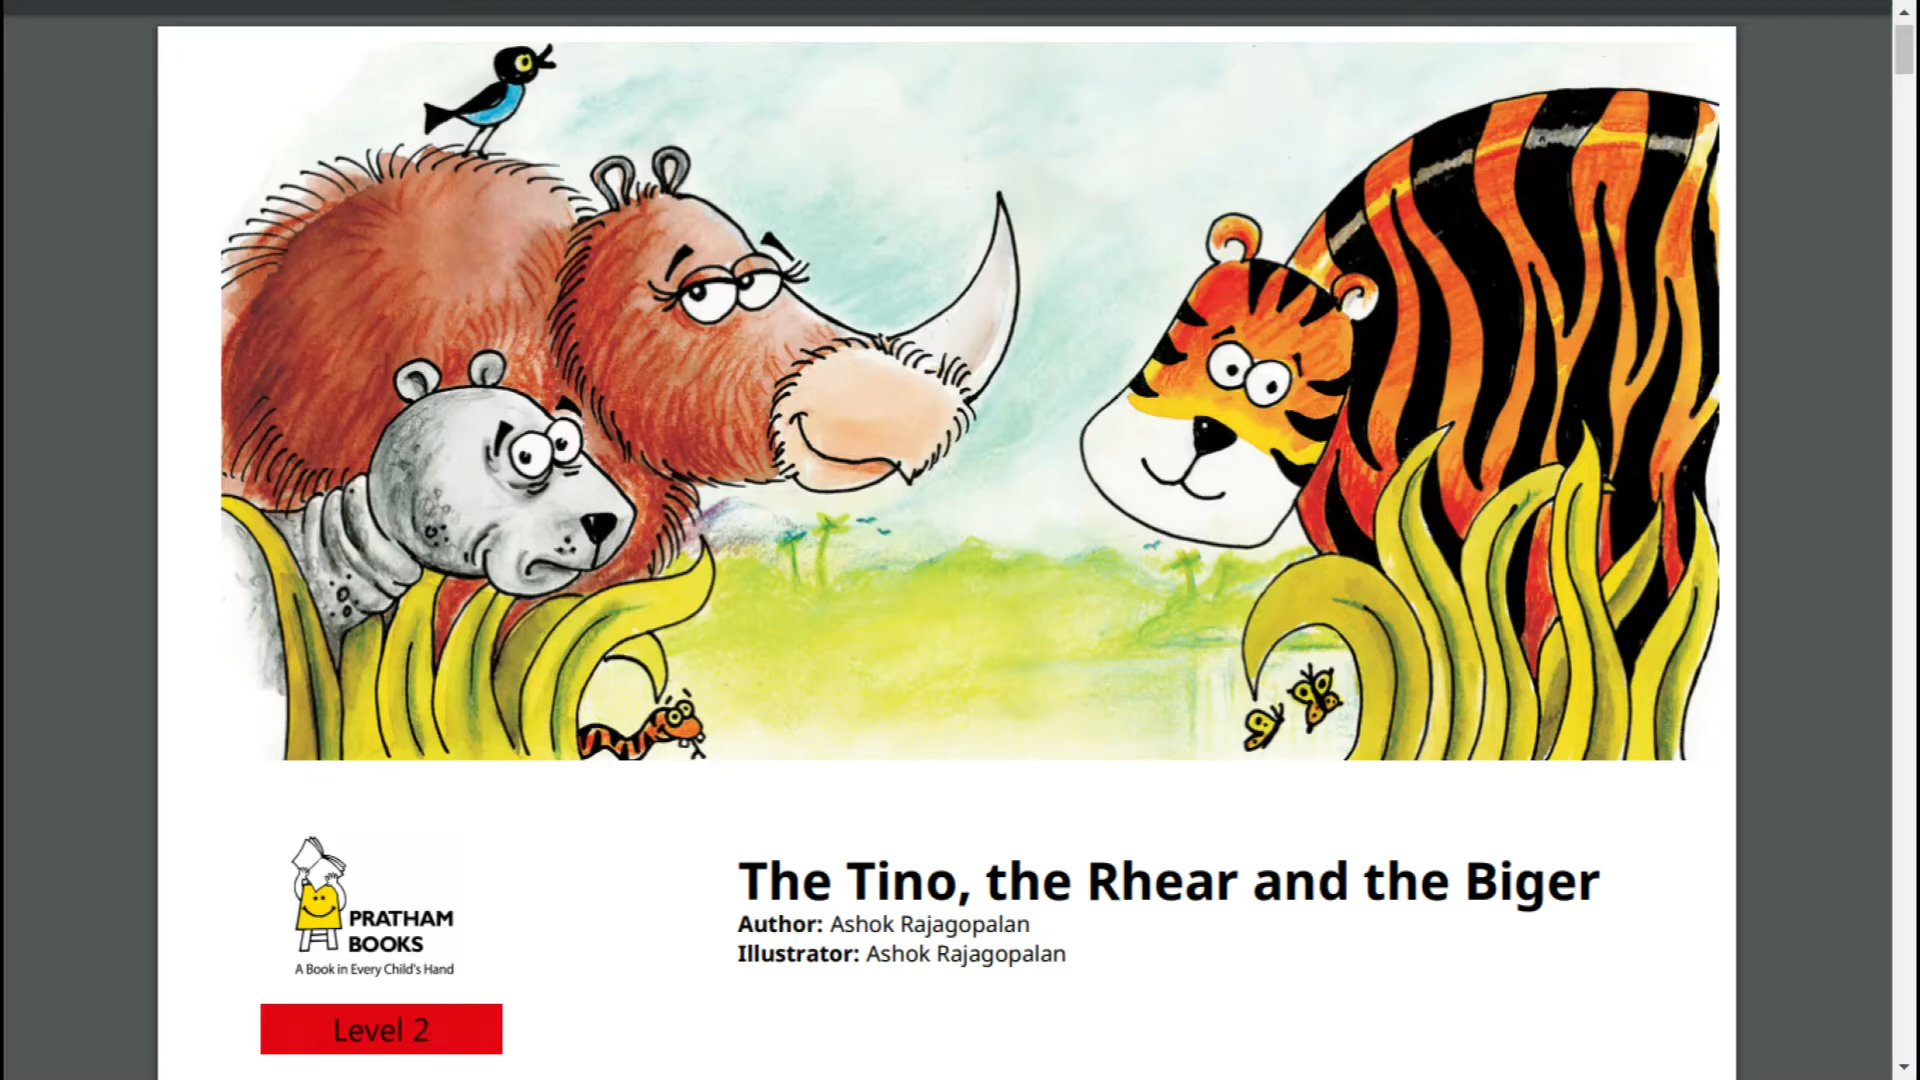 PRATHAM
BOOKS
A Book in Every Child's Hand
Level 2
The Tino, the Rhear and the Biger
Author: Ashok Rajagopalan
Illustrator: Ashok Rajagopalan